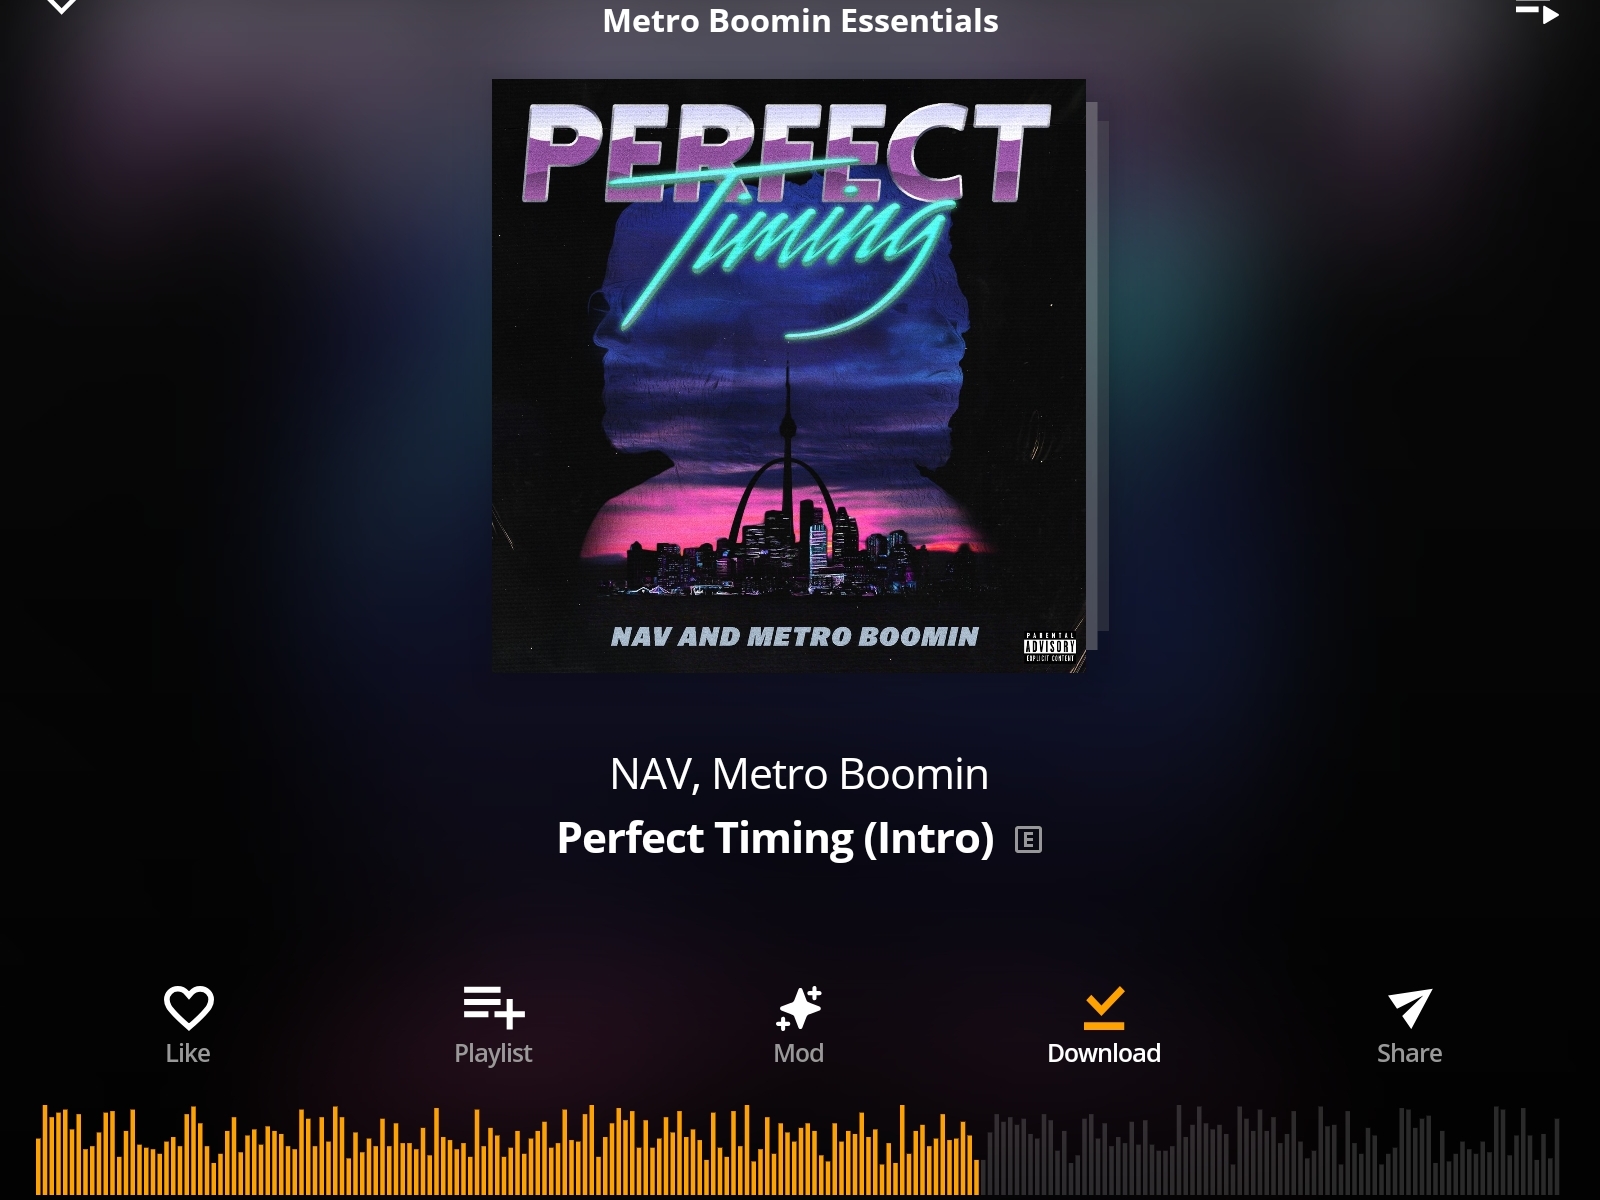 Metro Boomin Essentials
PERFECT
Timing
NAV AND METRO BOOMIN
PARENTAL
ADVISORY
EXPLICIT CONTENT
NAV, Metro Boomin
Perfect Timing (Intro) E
Like
Playlist
Mod
Download
Share